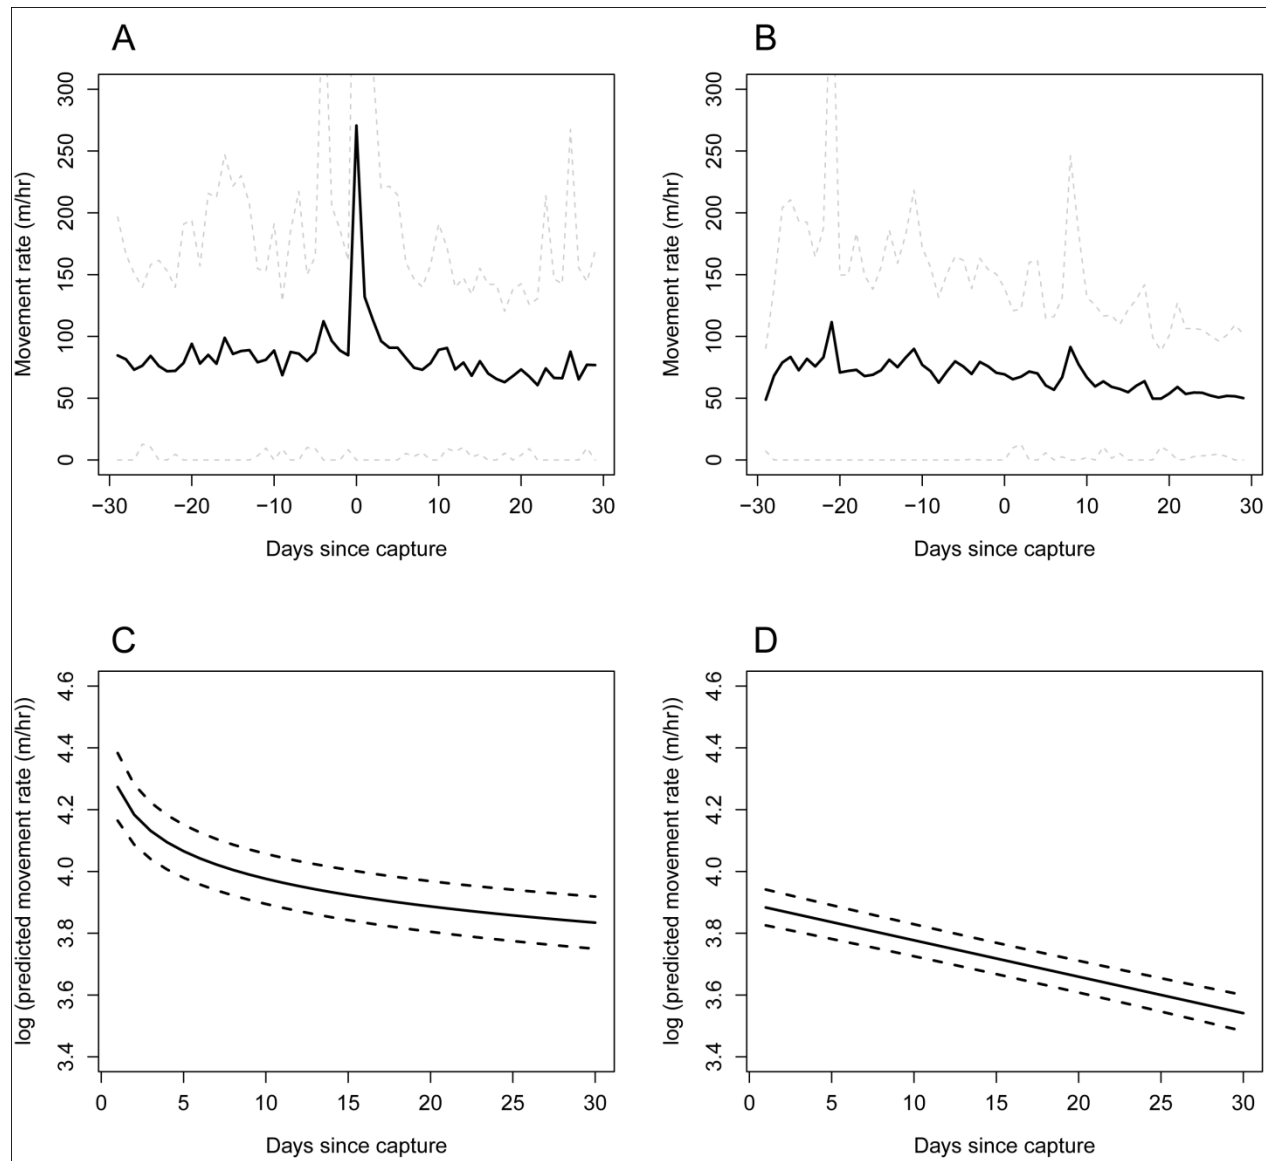 A
B
Movement rate (m/hr)
0 50 100 150 200 250 300
−30 −20 −10 0 10 20 30
Days since capture
Movement rate (m/hr)
0 50 100 150 200 250 300
−30 −20 −10 0 10 20 30
Days since capture
C
D
log (predicted movement rate (m/hr))
3.4 3.6 3.8 4.0 4.2 4.4 4.6
0 5 10 15 20 25 30
Days since capture
log (predicted movement rate (m/hr))
3.4 3.6 3.8 4.0 4.2 4.4 4.6
0 5 10 15 20 25 30
Days since capture